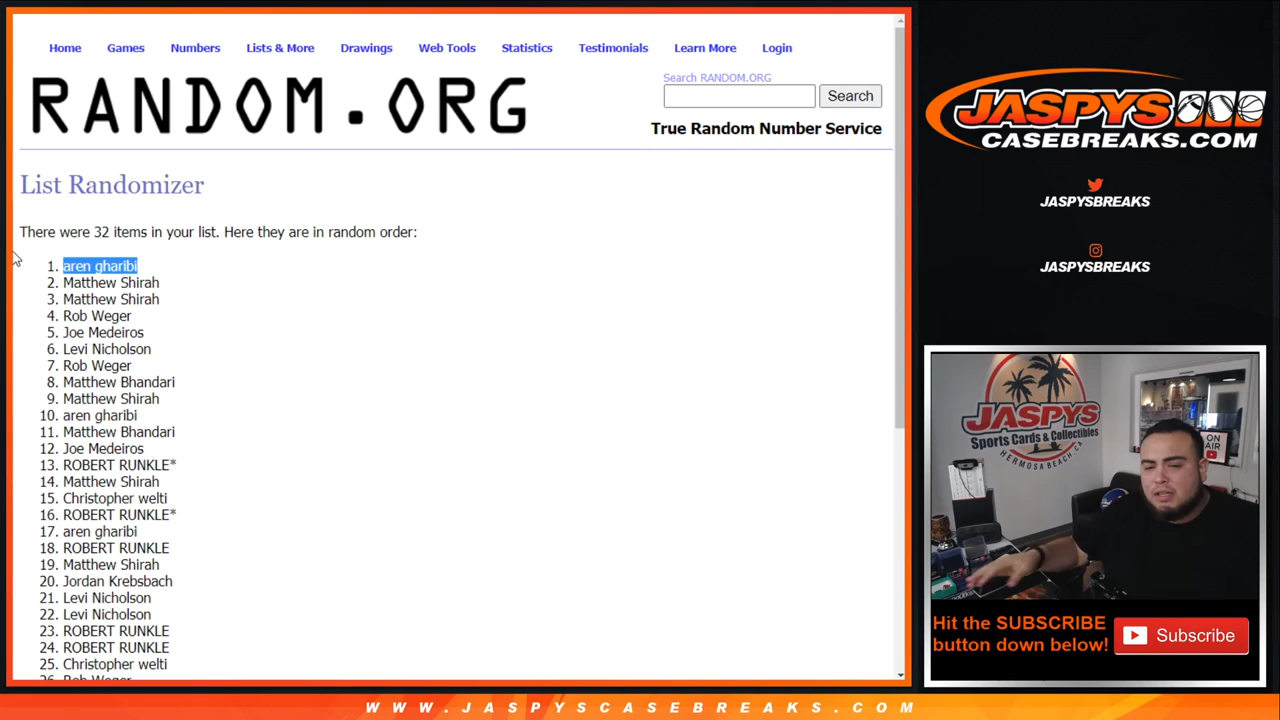 Home Games Numbers Lists & More Drawings Web Tools Statistics Testimonials Learn More Login
RANDOM.ORG
Search RANDOM.ORG
Search
True Random Number Service
List Randomizer
There were 32 items in your list. Here they are in random order:
1. aren gharibi
2. Matthew Shirah
3. Matthew Shirah
4. Rob Weger
5. Joe Medeiros
6. Levi Nicholson
7. Rob Weger
8. Matthew Bhandari
9. Matthew Shirah
10. aren gharibi
11. Matthew Bhandari
12. Joe Medeiros
13. ROBERT RUNKLE*
14. Matthew Shirah
15. Christopher welti
16. ROBERT RUNKLE*
17. aren gharibi
18. ROBERT RUNKLE
19. Matthew Shirah
20. Jordan Krebsbach
21. Levi Nicholson
22. Levi Nicholson
23. ROBERT RUNKLE
24. ROBERT RUNKLE
25. Christopher welti
26. Rob Weger
JASPYS
CASEBREAKS.COM
JASPYSBREAKS
JASPYSBREAKS
JASPYS
Sports Cards & Collectibles
HERMOSA BEACH, CA
ON
AIR
Hit the SUBSCRIBE
button down below!
Subscribe
WWW.JASPYSCASEBREAKS.COM